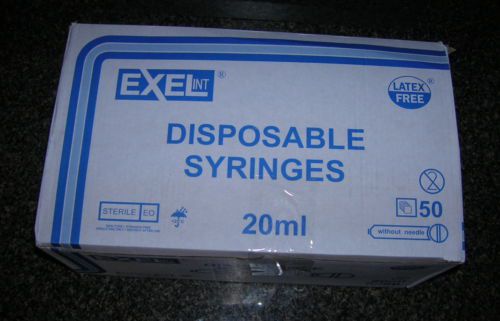 EXEL INT ®
LATEX ®
FREE
DISPOSABLE
SYRINGES
STERILE EO
50
20ml
without needle